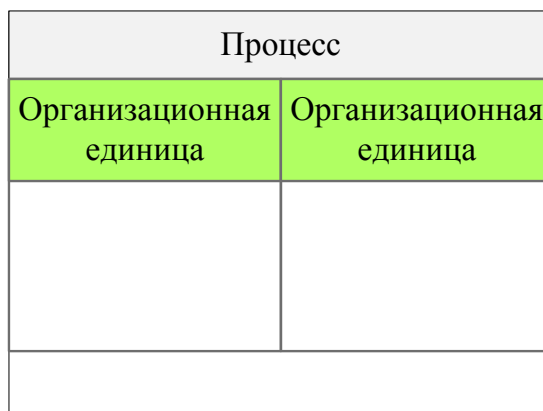 Процесс
Организационная Организационная
единица единица